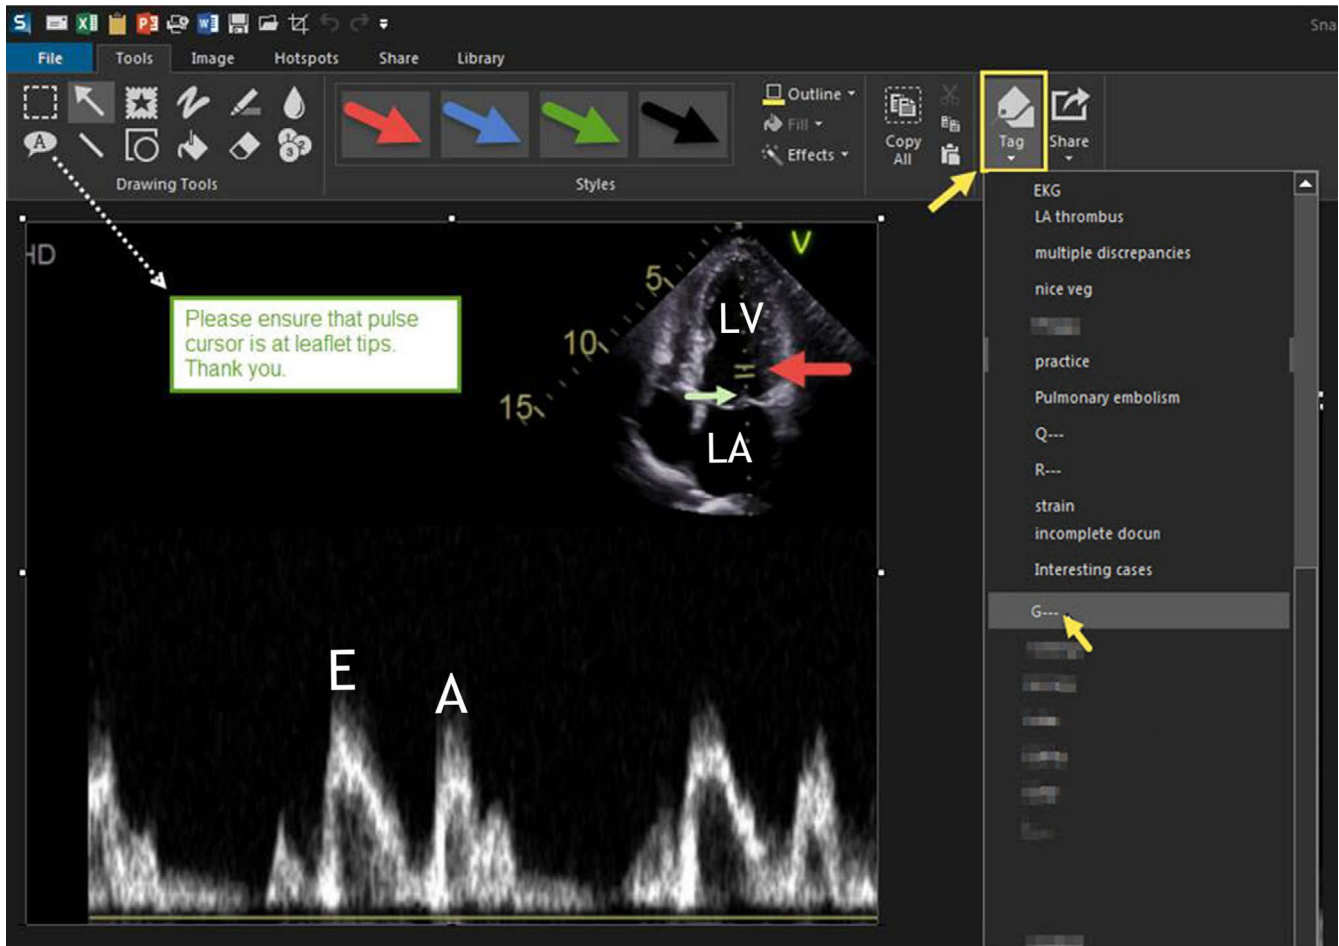 Sna
File Tools Image Hotspots Share Library
Outline
Fill
Effects
Copy
All
Tag
Share
Drawing Tools
Styles
HD
Please ensure that pulse
cursor is at leaflet tips.
Thank you.
V
5
10
15
LV
LA
E
A
EKG
LA thrombus
multiple discrepancies
nice veg
practice
Pulmonary embolism
Q---
R---
strain
incomplete docun
Interesting cases
G---